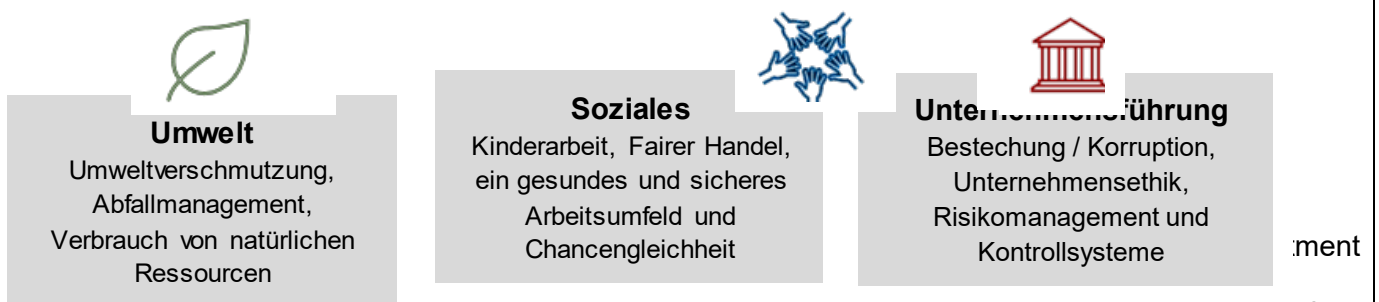 Umwelt
Umweltverschmutzung,
Abfallmanagement,
Verbrauch von natürlichen
Ressourcen
Soziales
Kinderarbeit, Fairer Handel,
ein gesundes und sicheres
Arbeitsumfeld und
Chancengleichheit
Unternehmensführung
Bestechung / Korruption,
Unternehmensethik,
Risikomanagement und
Kontrollsysteme